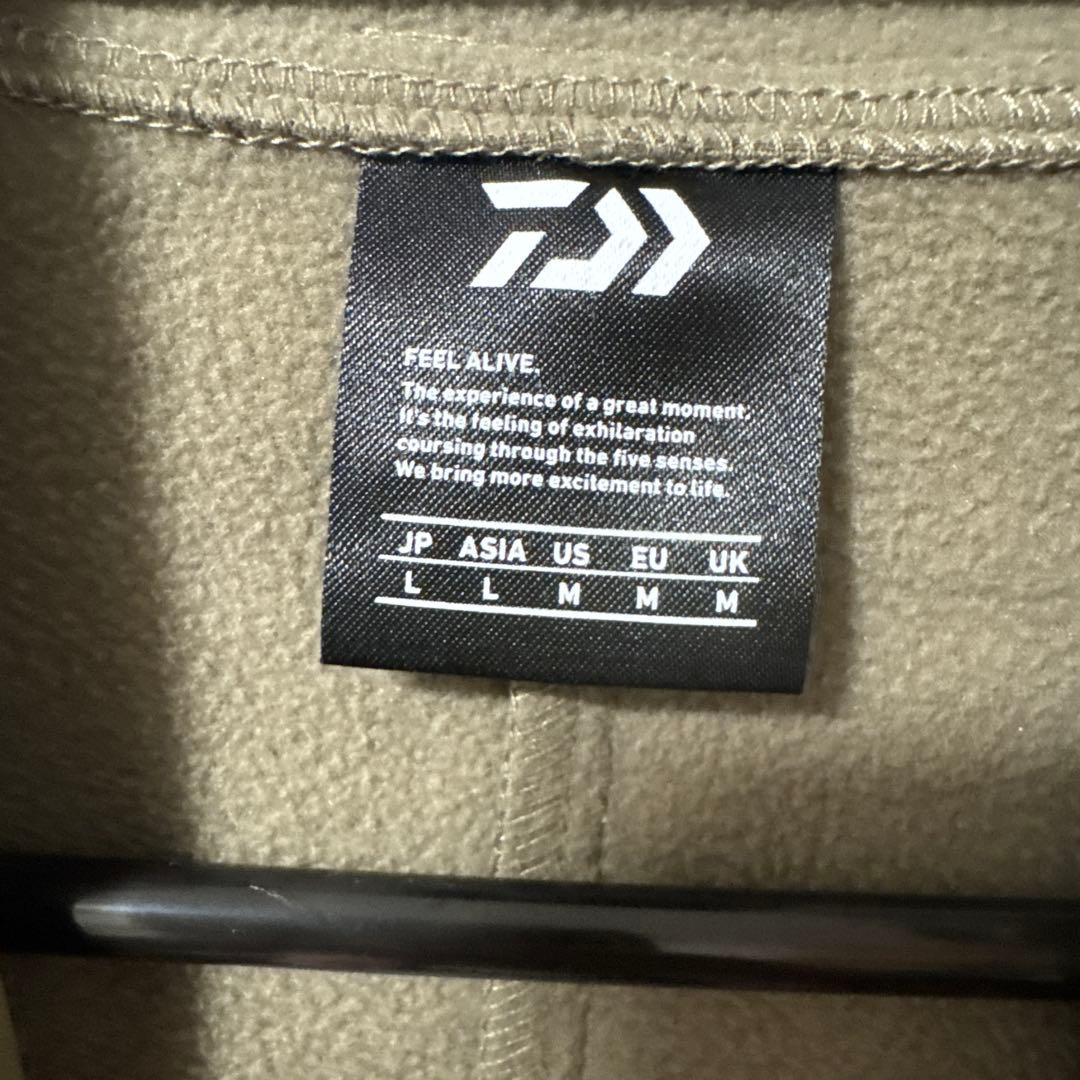 FEEL ALIVE.
The experience of a great moment.
It's the feeling of exhilaration
coursing through the five senses.
We bring more excitement to life.
JP ASIA US EU UK
L L M M M